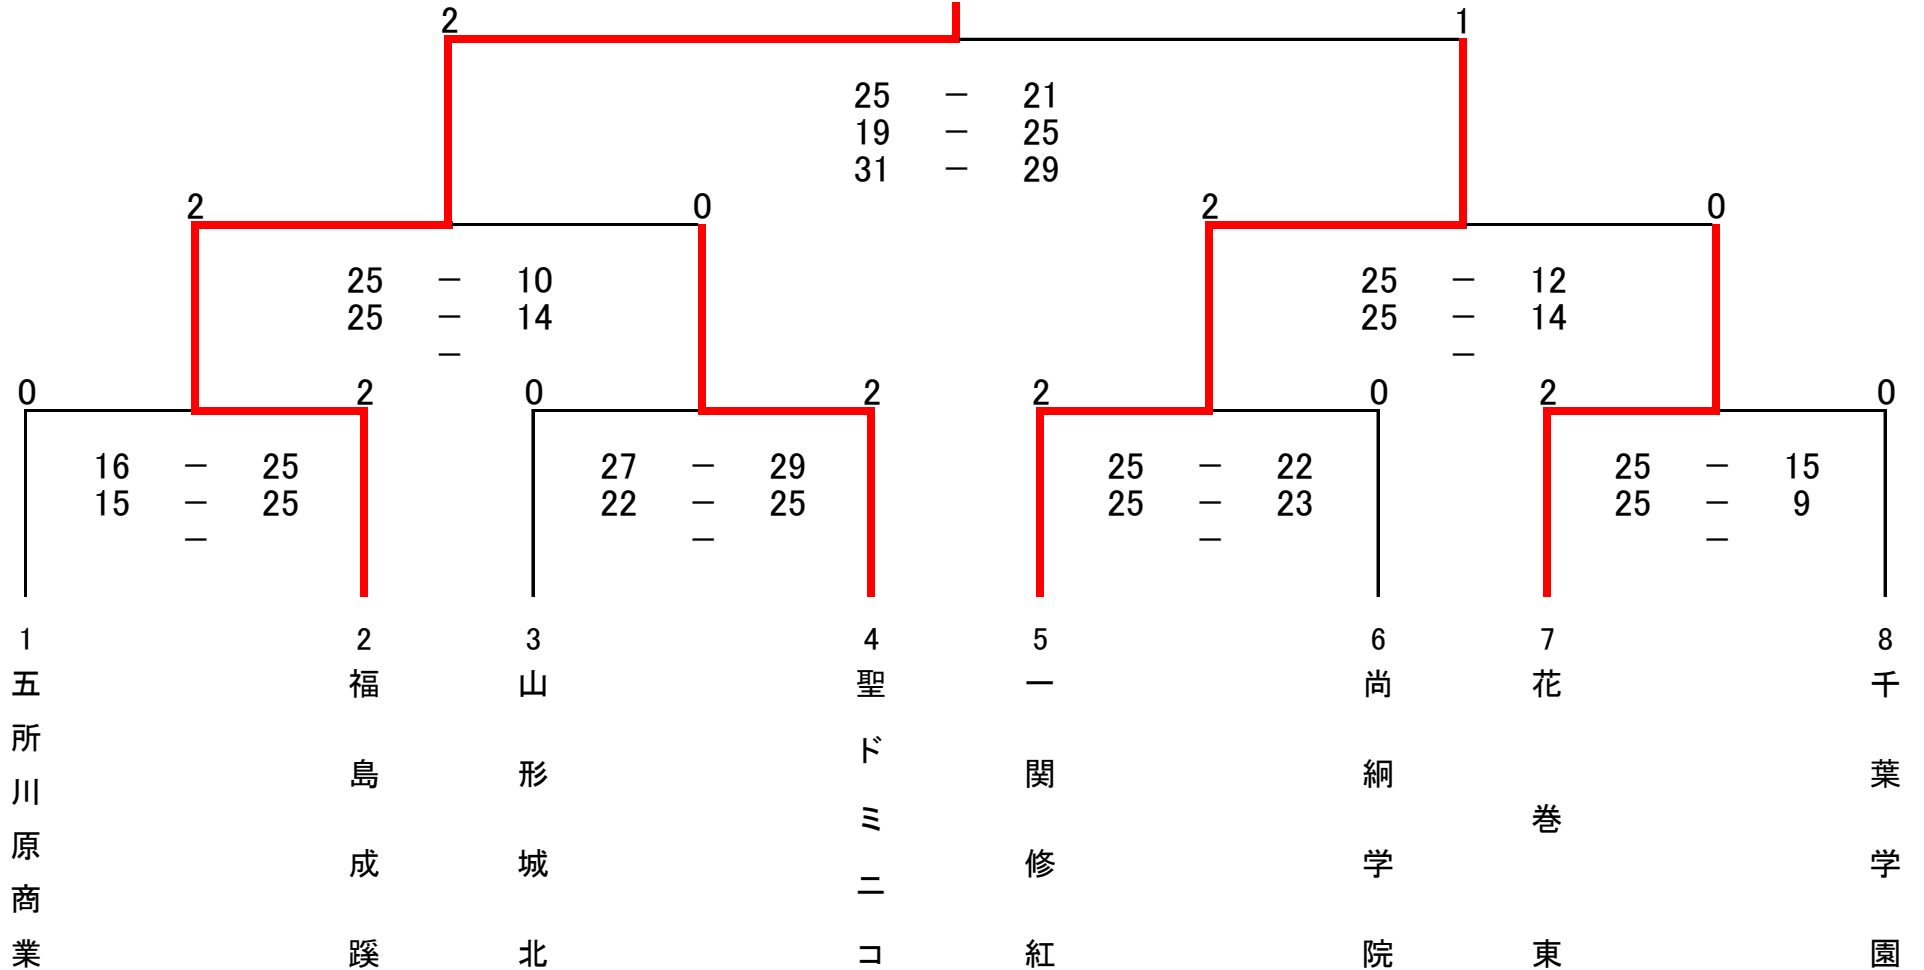 2 1
25 － 21
19 － 25
31 － 29
2 0 2 0
25 － 10 25 － 12
25 － 14 25 － 14
－ －
0 2 0 2 2 0 2 0
16 － 25 27 － 29 25 － 22 25 － 15
15 － 25 22 － 25 25 － 23 25 － 9
－ － － －
1 2 3 4 5 6 7 8
五所川原商業
福島成蹊
山形城北
聖ドミニコ
一関修紅
尚絅学院
花巻東
千葉学園